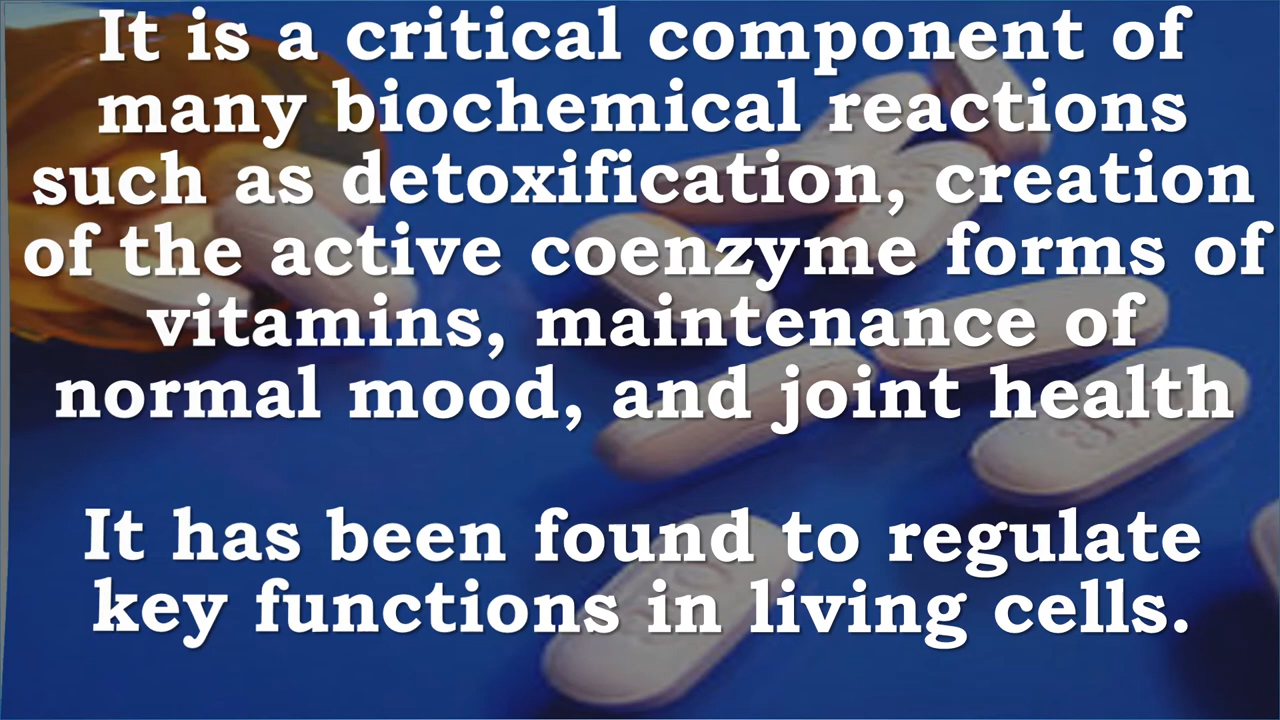 It is a critical component of
many biochemical reactions
such as detoxification, creation
of the active coenzyme forms of
vitamins, maintenance of
normal mood, and joint health
It has been found to regulate
key functions in living cells.